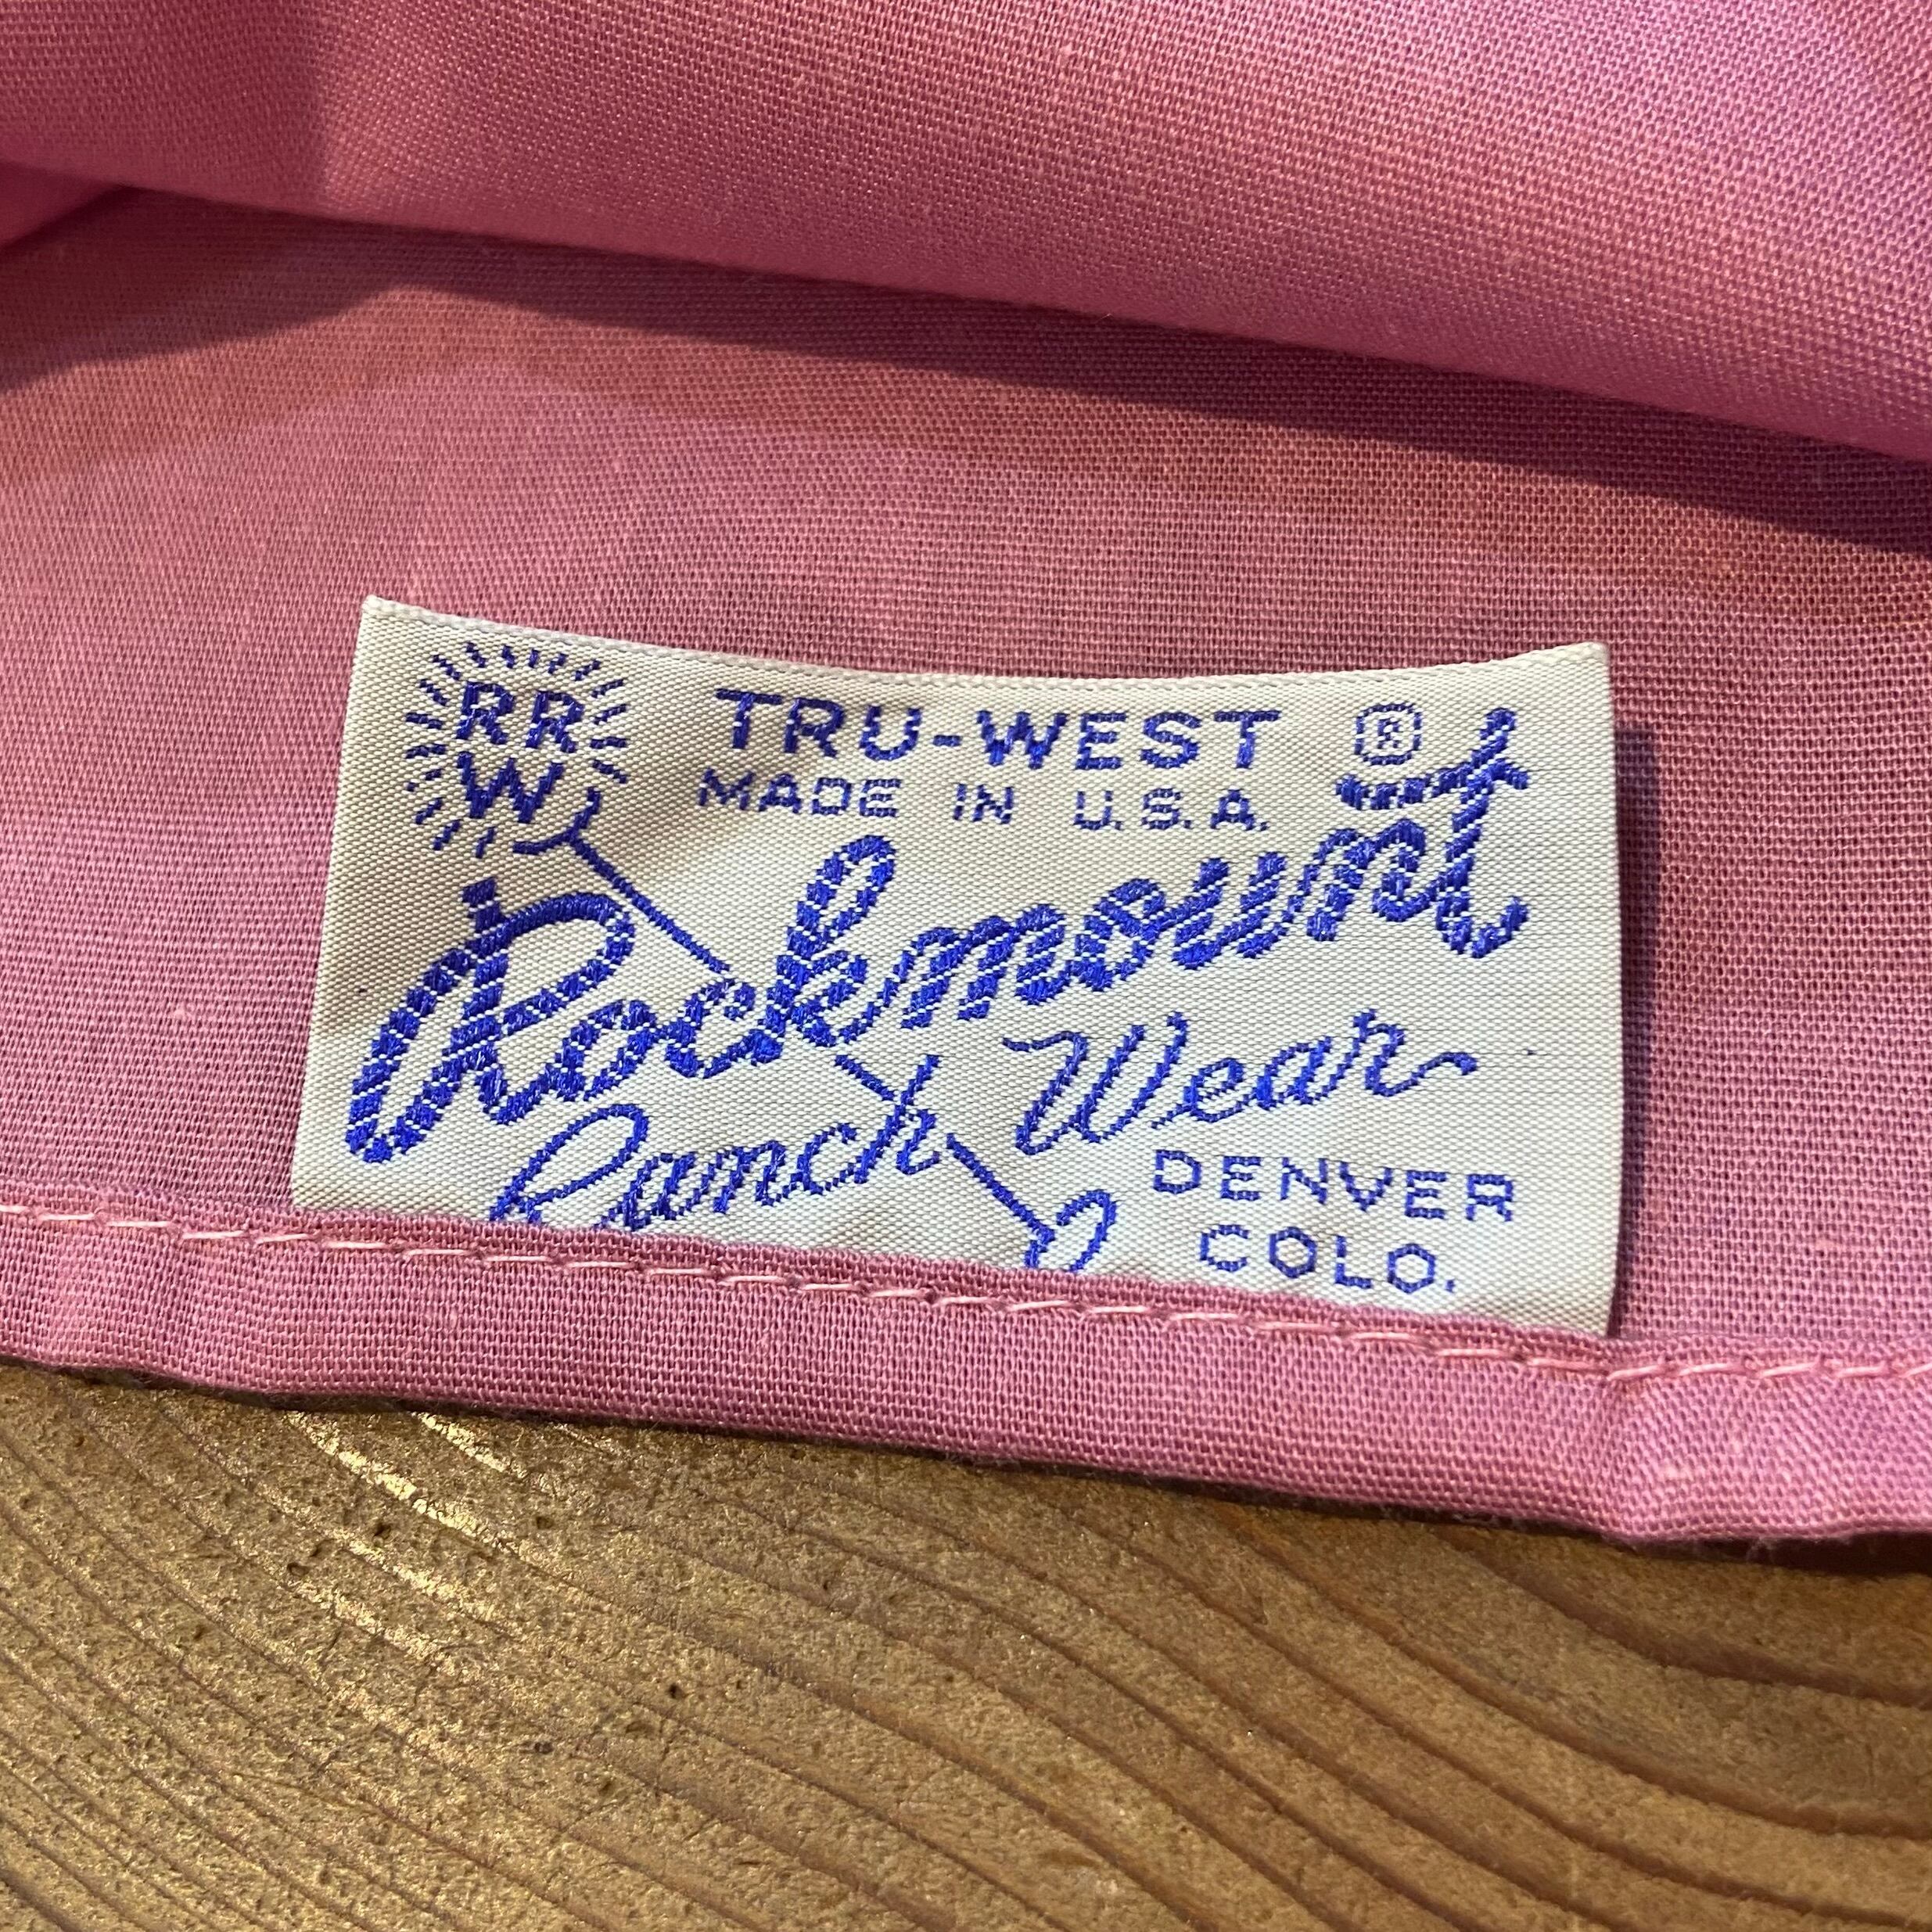 RR
W
TRU-WEST ®
MADE IN U.S.A.
Rockmount
Ranch Wear
DENVER
COLO.